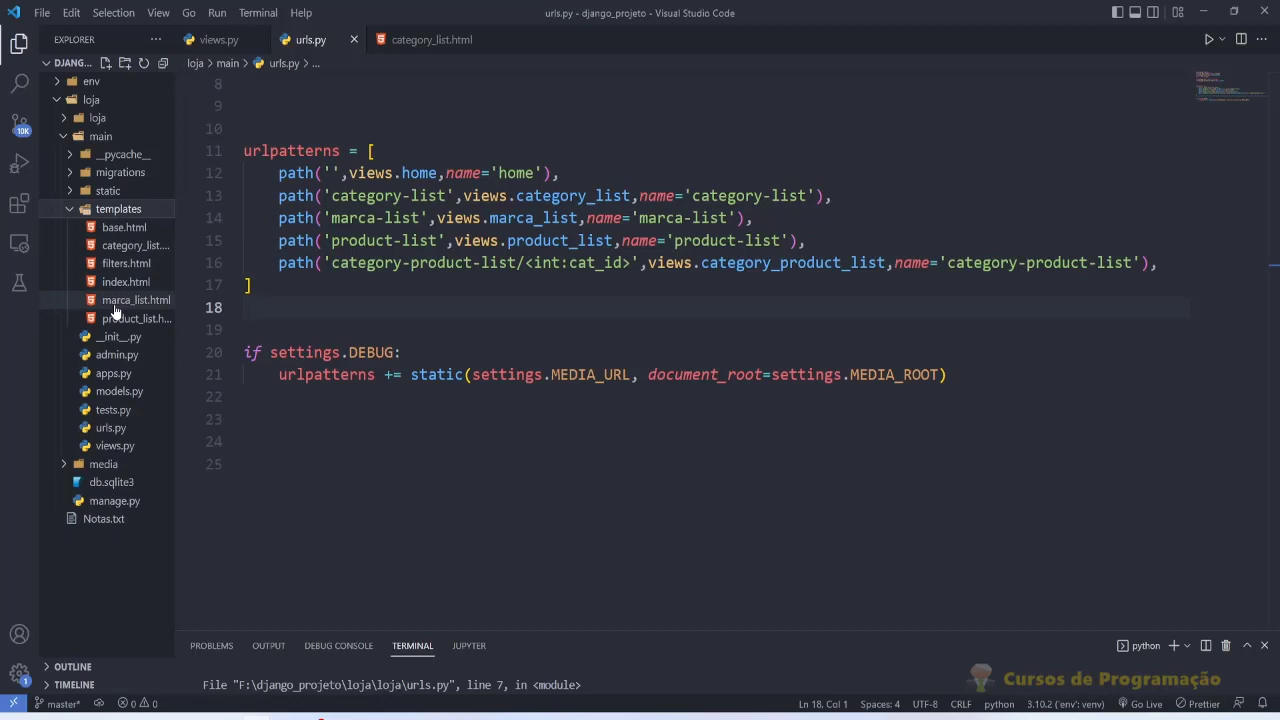 File Edit Selection View Go Run Terminal Help
urls.py - django_projeto - Visual Studio Code
EXPLORER
views.py
urls.py
category_list.html
DJANG...
loja > main > urls.py > ...
env
loja
loja
main
__pycache__
migrations
static
templates
base.html
category_list....
filters.html
index.html
marca_list.html
product_list.h...
__init__.py
admin.py
apps.py
models.py
tests.py
urls.py
views.py
media
db.sqlite3
manage.py
Notas.txt
10K
8
9
10
11 urlpatterns = [
12 path('',views.home,name='home'),
13 path('category-list',views.category_list,name='category-list'),
14 path('marca-list',views.marca_list,name='marca-list'),
15 path('product-list',views.product_list,name='product-list'),
16 path('category-product-list/<int:cat_id>',views.category_product_list,name='category-product-list'),
17 ]
18
19
20 if settings.DEBUG:
21 urlpatterns += static(settings.MEDIA_URL, document_root=settings.MEDIA_ROOT)
22
23
24
25
PROBLEMS OUTPUT DEBUG CONSOLE TERMINAL JUPYTER
python
File "F:\django_projeto\loja\loja\urls.py", line 7, in <module>
Cursos de Programação
OUTLINE
TIMELINE
1
master* 0 0
Ln 18, Col 1 Spaces: 4 UTF-8 CRLF python 3.10.2 ('env': venv) Go Live Prettier